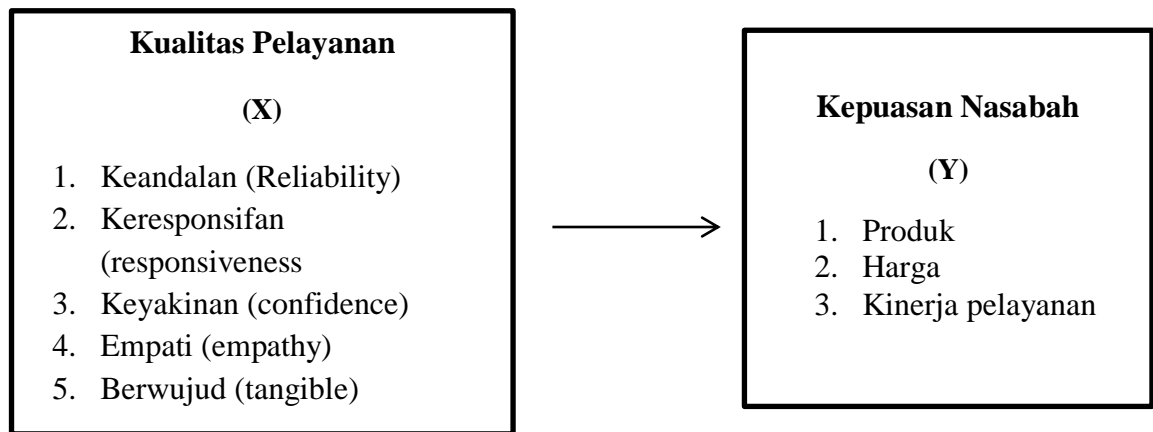 Kualitas Pelayanan
(X)
1. Keandalan (Reliability)
2. Keresponsifan
(responsiveness
3. Keyakinan (confidence)
4. Empati (empathy)
5. Berwujud (tangible)
Kepuasan Nasabah
(Y)
1. Produk
2. Harga
3. Kinerja pelayanan